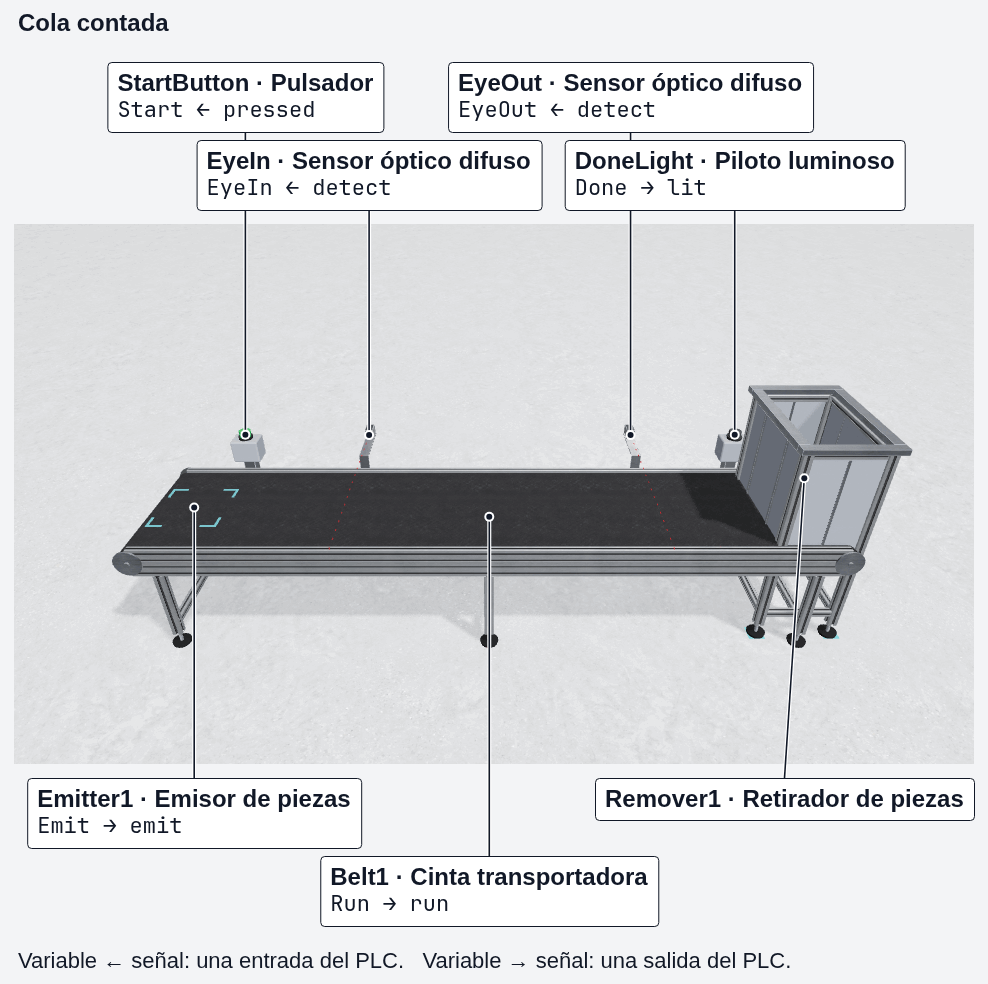 Cola contada
StartButton · Pulsador
Start ← pressed
EyeOut · Sensor óptico difuso
EyeOut ← detect
EyeIn · Sensor óptico difuso
EyeIn ← detect
DoneLight · Piloto luminoso
Done → lit
Emitter1 · Emisor de piezas
Emit → emit
Remover1 · Retirador de piezas
Belt1 · Cinta transportadora
Run → run
Variable ← señal: una entrada del PLC. Variable → señal: una salida del PLC.